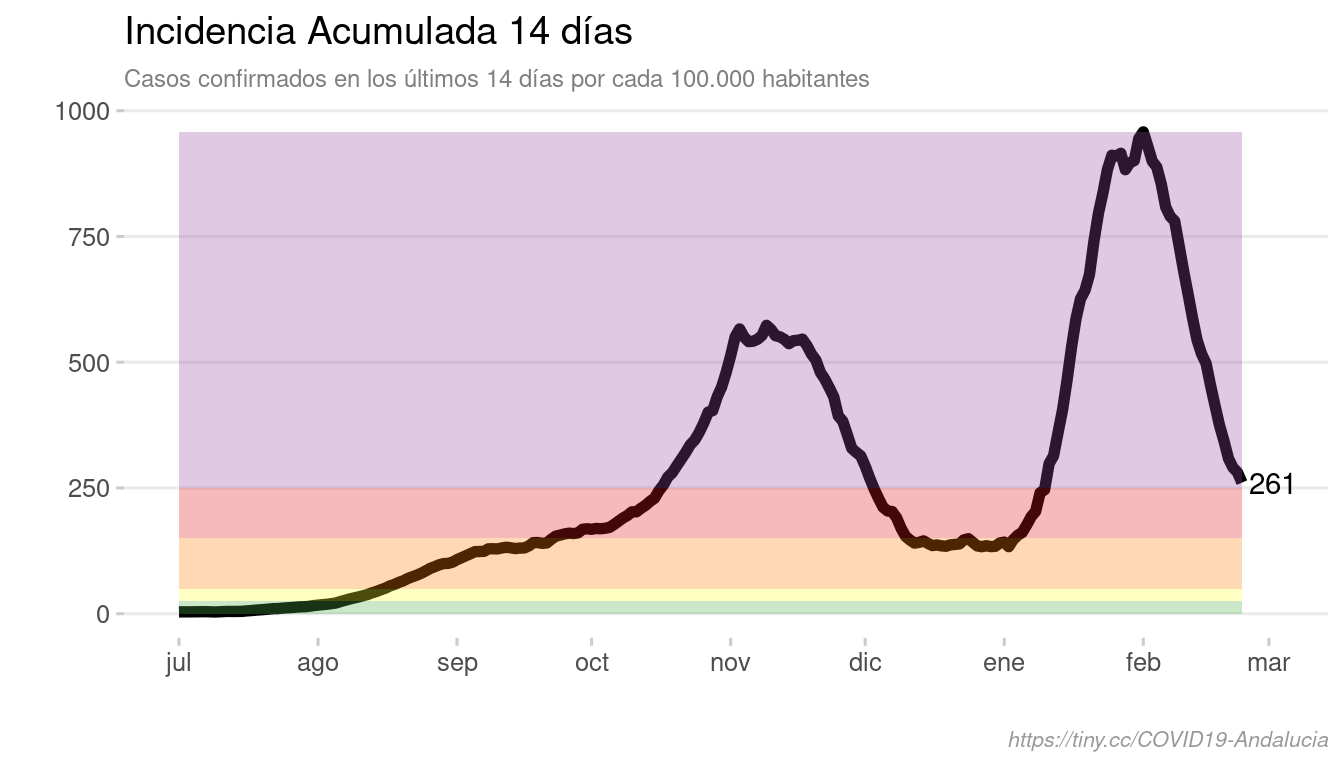 Incidencia Acumulada 14 días
Casos confirmados en los últimos 14 días por cada 100.000 habitantes
1000
750
500
250
0
261
jul ago sep oct nov dic ene feb mar
https://tiny.cc/COVID19-Andalucia